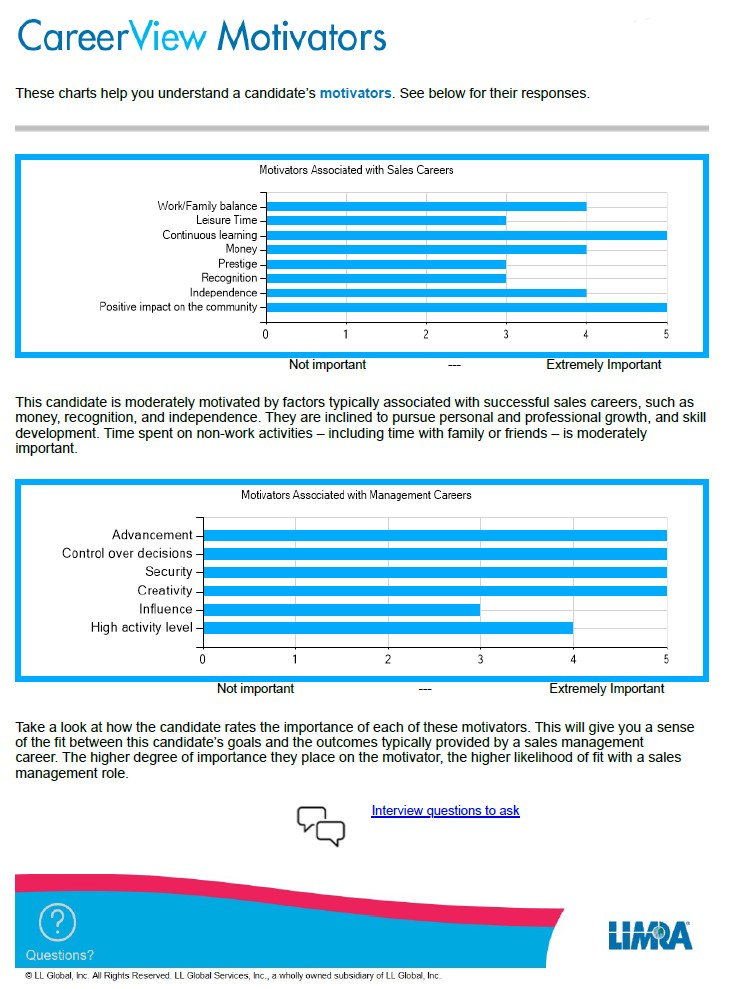 CareerView Motivators
These charts help you understand a candidate's motivators. See below for their responses.
Motivators Associated with Sales Careers
Work/Family balance
Leisure Time
Continuous learning
Money
Prestige
Recognition
Independence
Positive impact on the community
0 1 2 3 4 5
Not important --- Extremely Important
This candidate is moderately motivated by factors typically associated with successful sales careers, such as
money, recognition, and independence. They are inclined to pursue personal and professional growth, and skill
development. Time spent on non-work activities – including time with family or friends – is moderately
important.
Motivators Associated with Management Careers
Advancement
Control over decisions
Security
Creativity
Influence
High activity level
0 1 2 3 4 5
Not important --- Extremely Important
Take a look at how the candidate rates the importance of each of these motivators. This will give you a sense
of the fit between this candidate's goals and the outcomes typically provided by a sales management
career. The higher degree of importance they place on the motivator, the higher likelihood of fit with a sales
management role.
Interview questions to ask
?
Questions?
LIMRA®
© LL Global, Inc. All Rights Reserved. LL Global Services, Inc., a wholly owned subsidiary of LL Global, Inc.